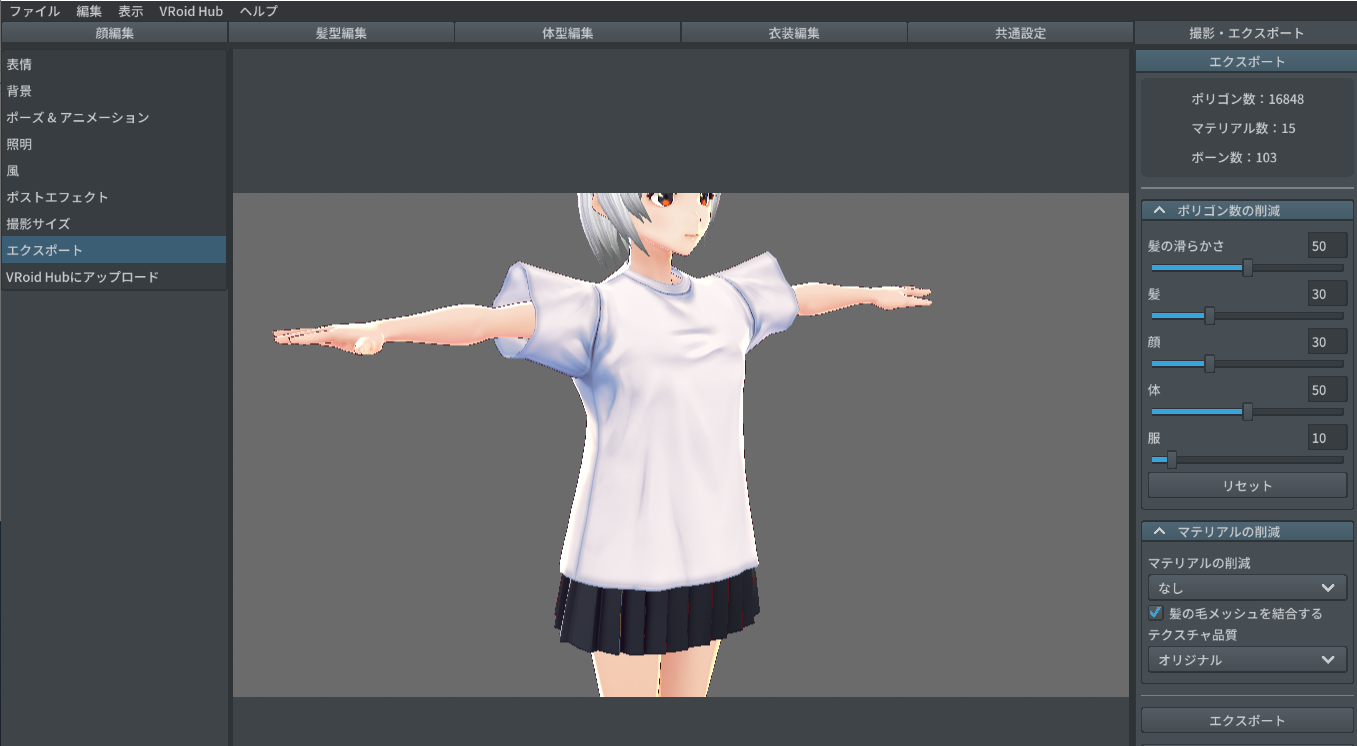 ファイル 編集 表示 VRoid Hub ヘルプ
顔編集 髪型編集 体型編集 衣装編集 共通設定 撮影・エクスポート
表情
背景
ポーズ & アニメーション
照明
風
ポストエフェクト
撮影サイズ
エクスポート
VRoid Hubにアップロード
エクスポート
ポリゴン数：16848
マテリアル数：15
ボーン数：103
ポリゴン数の削減
髪の滑らかさ 50
髪 30
顔 30
体 50
服 10
リセット
マテリアルの削減
マテリアルの削減
なし
髪の毛メッシュを結合する
テクスチャ品質
オリジナル
エクスポート